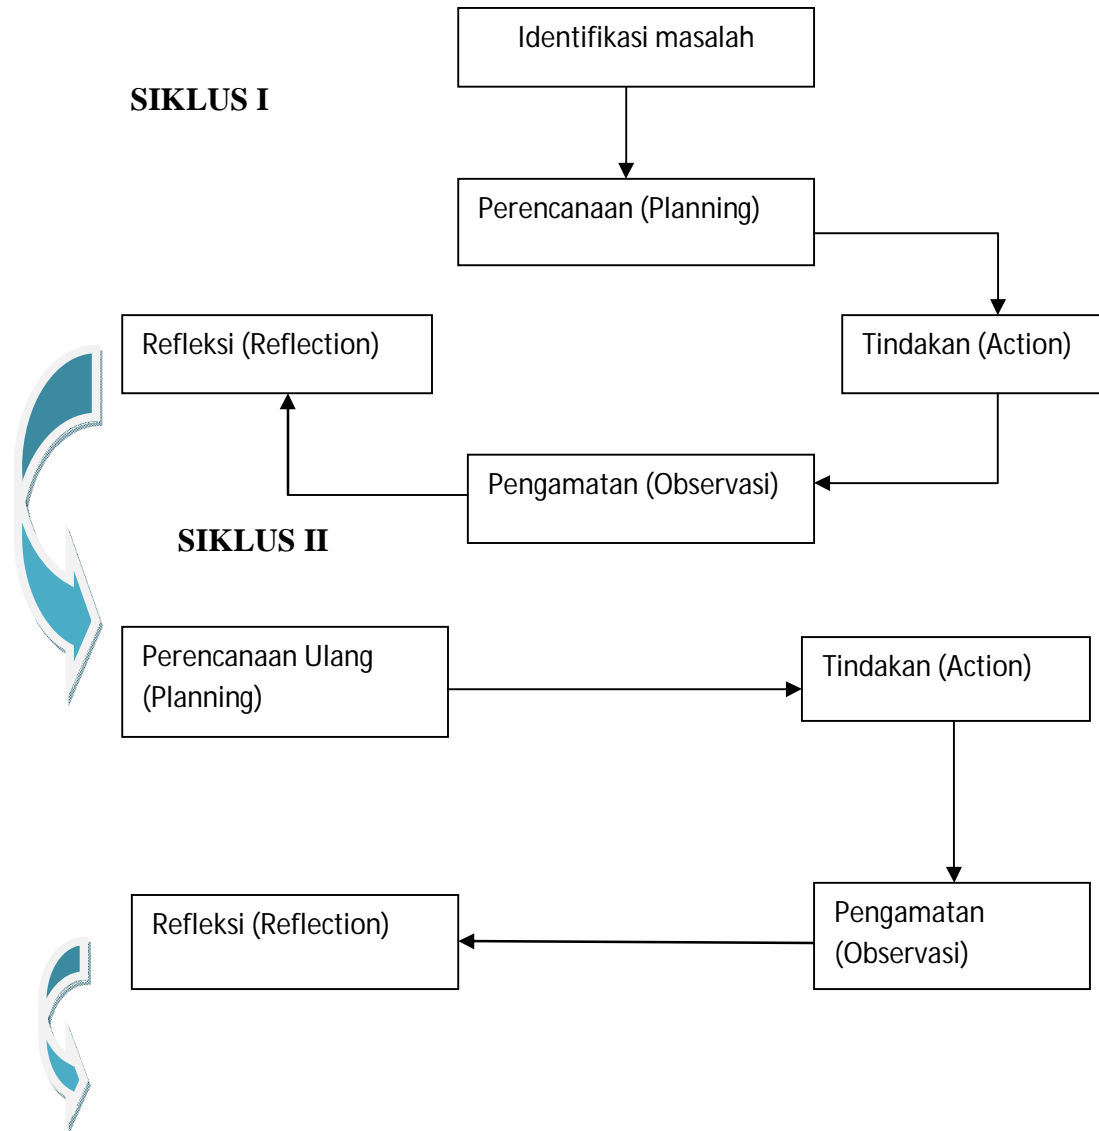 Identifikasi masalah
SIKLUS I
Perencanaan (Planning)
Refleksi (Reflection)
Tindakan (Action)
Pengamatan (Observasi)
SIKLUS II
Perencanaan Ulang
(Planning)
Tindakan (Action)
Refleksi (Reflection)
Pengamatan
(Observasi)